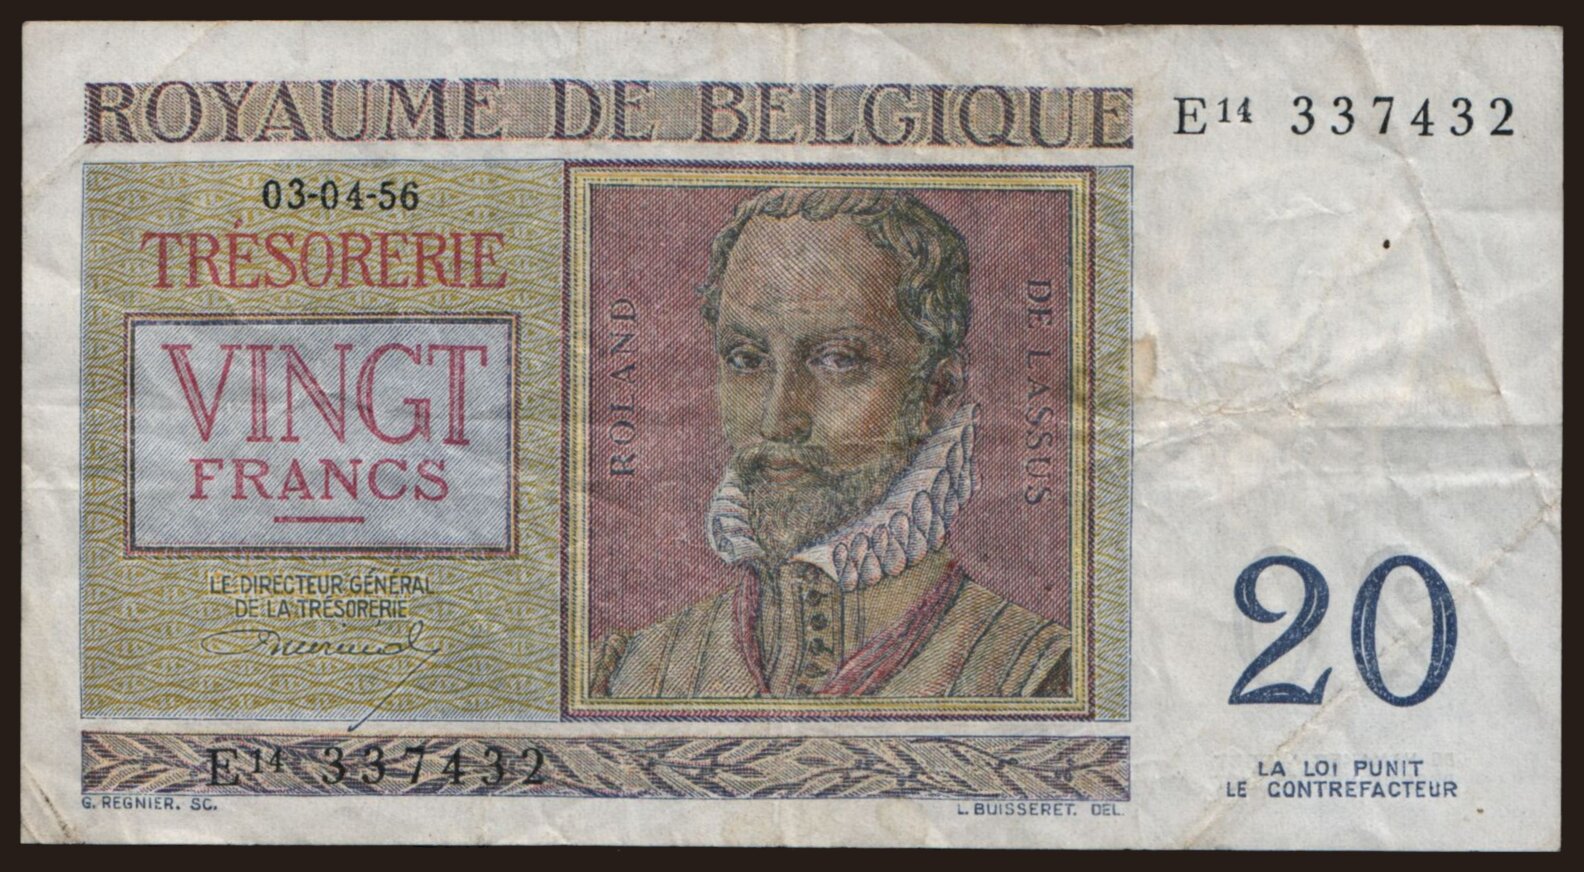 ROYAUME DE BELGIQUE
E14 337432
03-04-56
TRÉSORERIE
VINGT
FRANCS
ROLAND
DE LASSUS
LE DIRECTEUR GÉNÉRAL
DE LA TRÉSORERIE
20
E14 337432
LA LOI PUNIT
LE CONTREFACTEUR
G. REGNIER. SC.
L. BUISSERET. DEL.